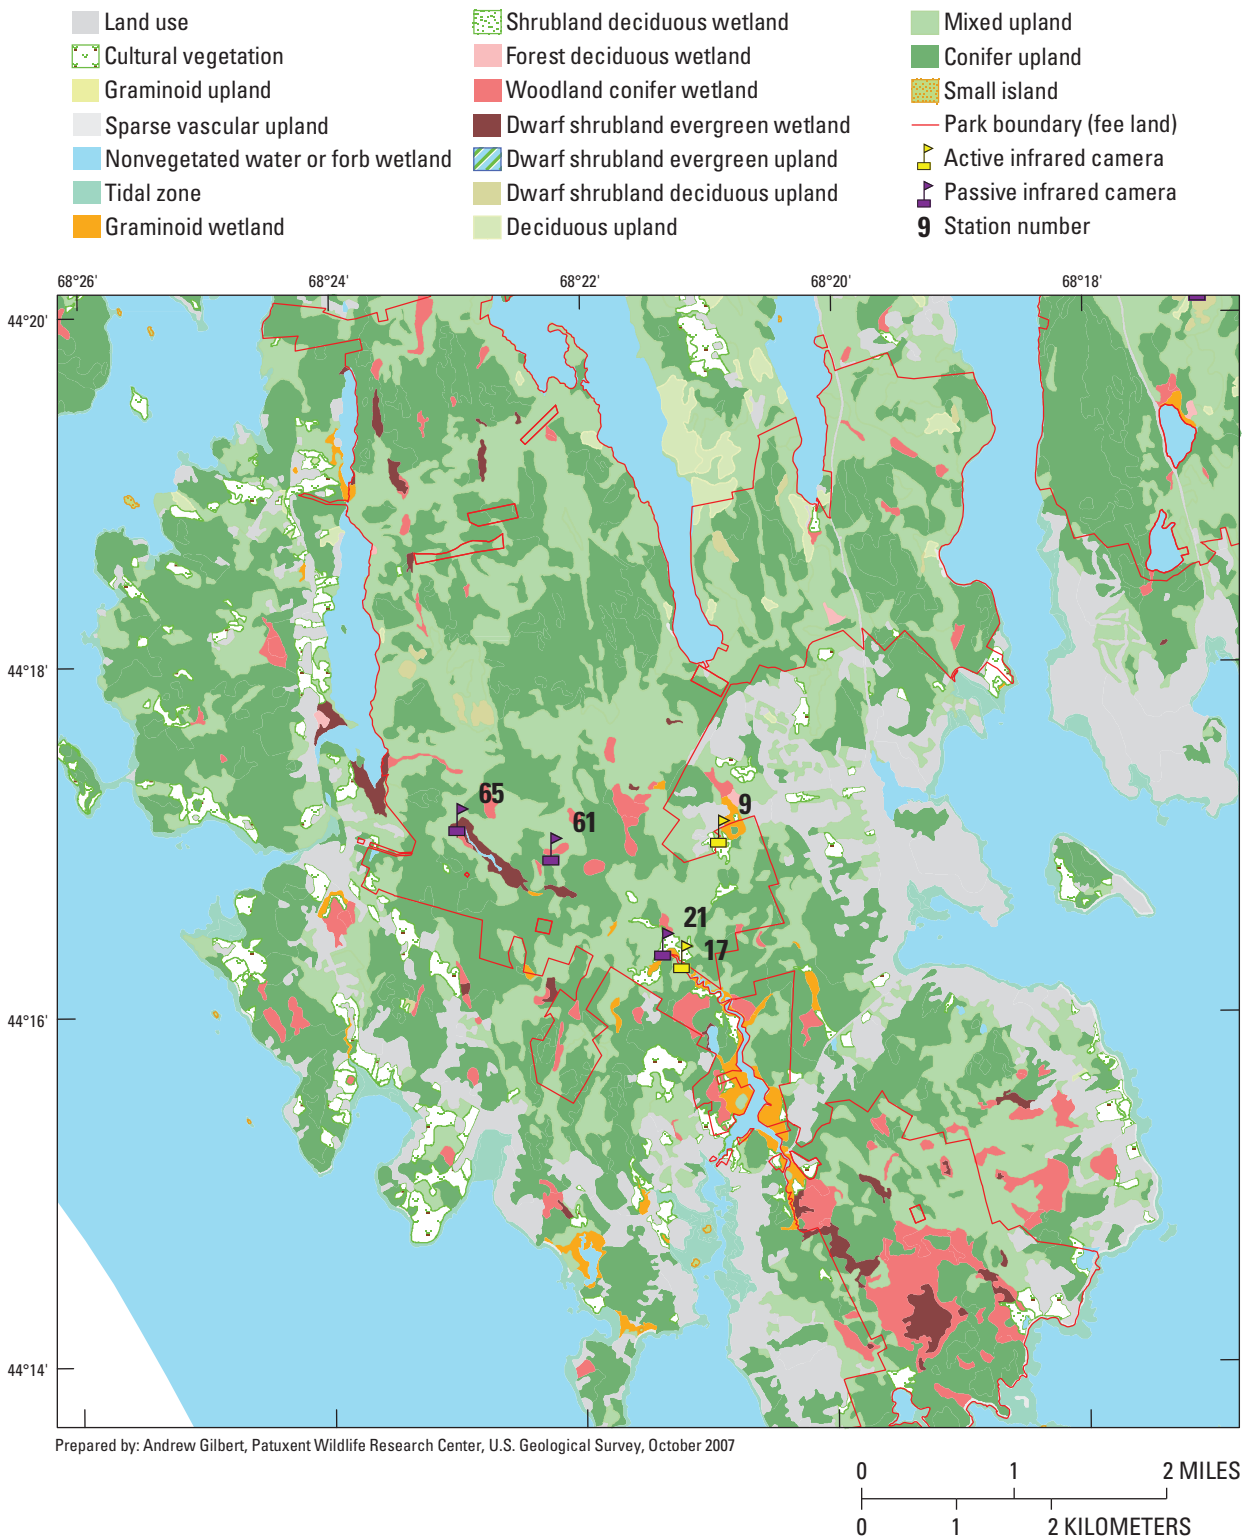 Land use
Cultural vegetation
Graminoid upland
Sparse vascular upland
Nonvegetated water or forb wetland
Tidal zone
Graminoid wetland
Shrubland deciduous wetland
Forest deciduous wetland
Woodland conifer wetland
Dwarf shrubland evergreen wetland
Dwarf shrubland evergreen upland
Dwarf shrubland deciduous upland
Deciduous upland
Mixed upland
Conifer upland
Small island
Park boundary (fee land)
Active infrared camera
Passive infrared camera
9 Station number
68°26' 68°24' 68°22' 68°20' 68°18'
44°20'
44°18'
65
9
61
21
17
44°16'
44°14'
Prepared by: Andrew Gilbert, Patuxent Wildlife Research Center, U.S. Geological Survey, October 2007
0 1 2 MILES
0 1 2 KILOMETERS